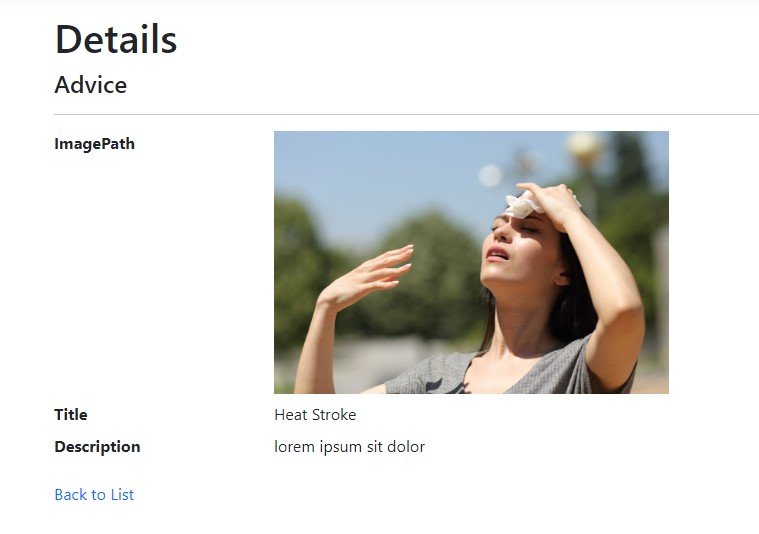 Details
Advice
ImagePath
Title Heat Stroke
Description lorem ipsum sit dolor
Back to List